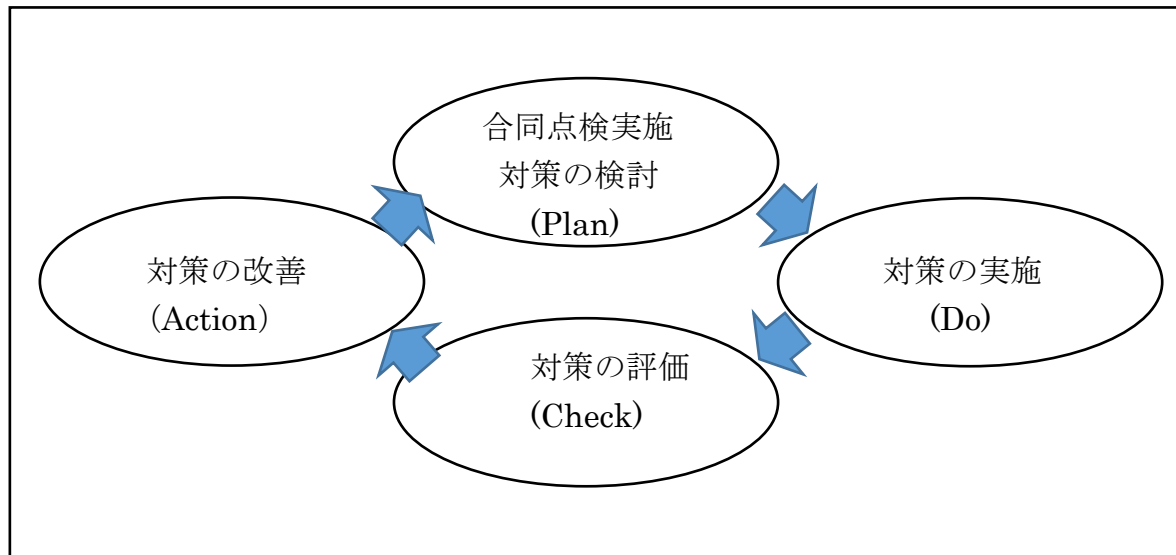 合同点検実施
対策の検討
(Plan)
対策の改善
（Action）
対策の実施
(Do)
対策の評価
(Check)